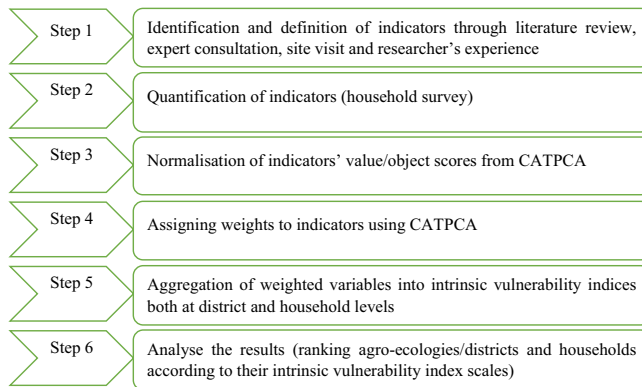 Step 1
Identification and definition of indicators through literature review,
expert consultation, site visit and researcher's experience
Step 2
Quantification of indicators (household survey)
Step 3
Normalisation of indicators' value/object scores from CATPCA
Step 4
Assigning weights to indicators using CATPCA
Step 5
Aggregation of weighted variables into intrinsic vulnerability indices
both at district and household levels
Step 6
Analyse the results (ranking agro-ecologies/districts and households
according to their intrinsic vulnerability index scales)